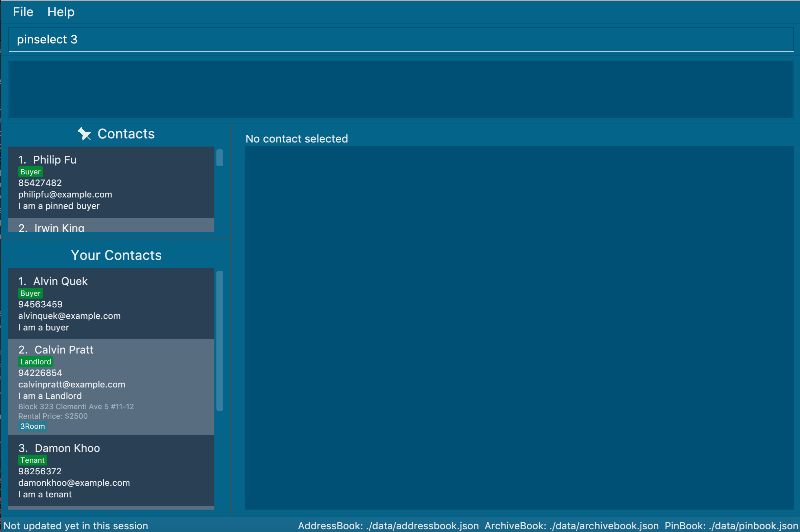 File Help
pinselect 3
Contacts
1. Philip Fu
Buyer
85427482
philipfu@example.com
I am a pinned buyer
2. Irwin King
Your Contacts
1. Alvin Quek
Buyer
94563459
alvinquek@example.com
I am a buyer
2. Calvin Pratt
Landlord
94226854
calvinpratt@example.com
I am a Landlord
Block 323 Clementi Ave 5 #11-12
Rental Price: $2500
3Room
3. Damon Khoo
Tenant
98256372
damonkhoo@example.com
I am a tenant
No contact selected
Not updated yet in this session
AddressBook: ./data/addressbook.json ArchiveBook: ./data/archivebook.json PinBook: ./data/pinbook.json